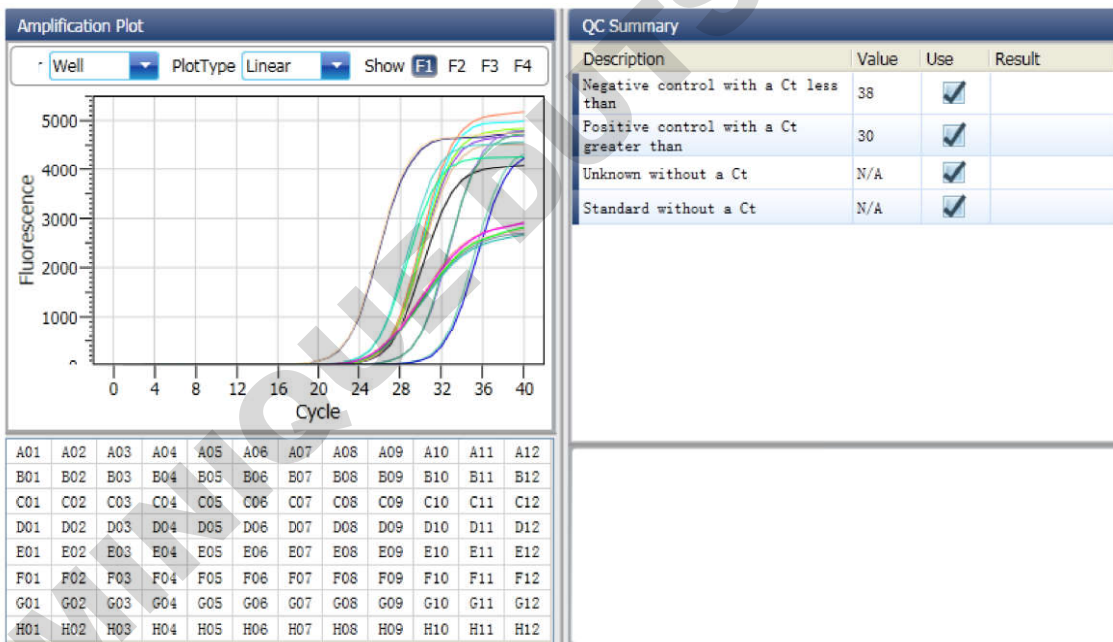 Amplification Plot
Well PlotType Linear Show F1 F2 F3 F4
5000
4000
3000
2000
1000
Fluorescence
0 4 8 12 16 20 24 28 32 36 40
Cycle
A01 A02 A03 A04 A05 A06 A07 A08 A09 A10 A11 A12
B01 B02 B03 B04 B05 B06 B07 B08 B09 B10 B11 B12
C01 C02 C03 C04 C05 C06 C07 C08 C09 C10 C11 C12
D01 D02 D03 D04 D05 D06 D07 D08 D09 D10 D11 D12
E01 E02 E03 E04 E05 E06 E07 E08 E09 E10 E11 E12
F01 F02 F03 F04 F05 F06 F07 F08 F09 F10 F11 F12
G01 G02 G03 G04 G05 G06 G07 G08 G09 G10 G11 G12
H01 H02 H03 H04 H05 H06 H07 H08 H09 H10 H11 H12
QC Summary
Description Value Use Result
Negative control with a Ct less
than 38
Positive control with a Ct
greater than 30
Unknown without a Ct N/A
Standard without a Ct N/A